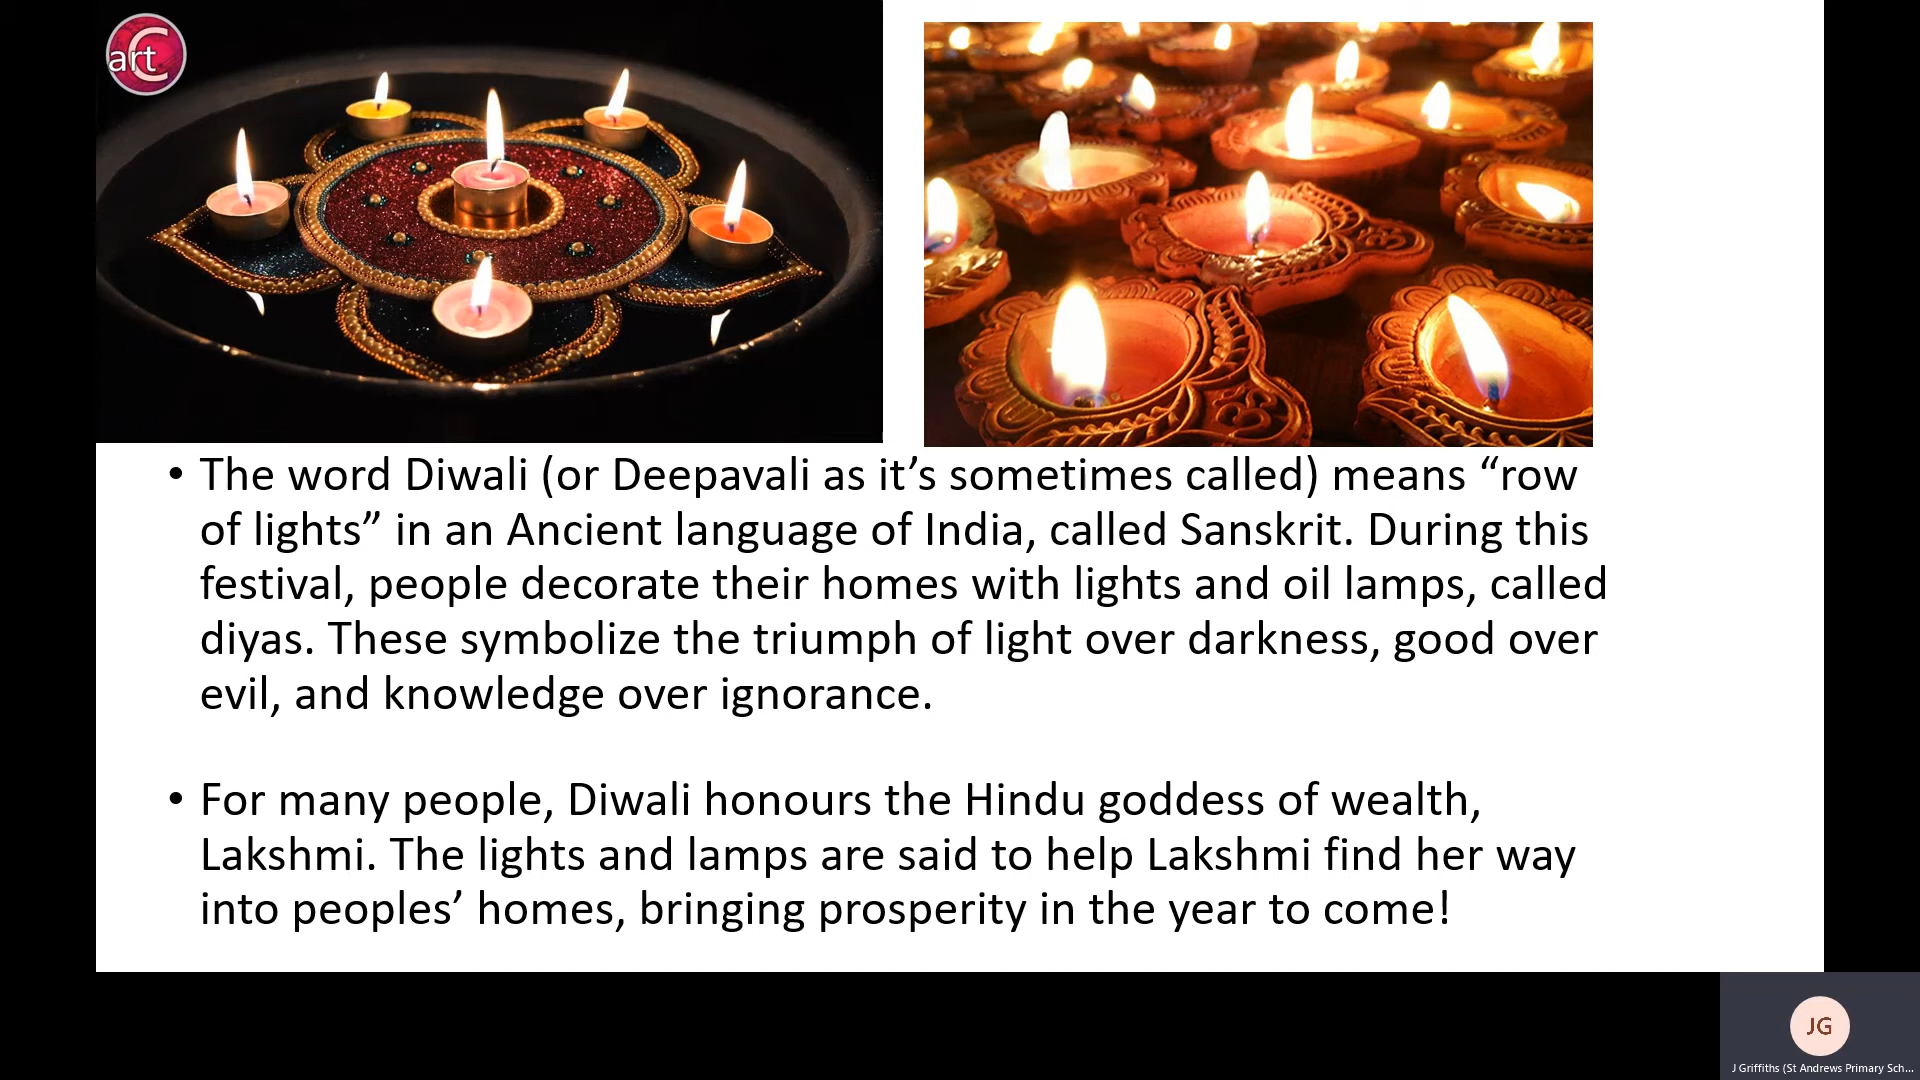 art C
• The word Diwali (or Deepavali as it’s sometimes called) means “row
of lights” in an Ancient language of India, called Sanskrit. During this
festival, people decorate their homes with lights and oil lamps, called
diyas. These symbolize the triumph of light over darkness, good over
evil, and knowledge over ignorance.
• For many people, Diwali honours the Hindu goddess of wealth,
Lakshmi. The lights and lamps are said to help Lakshmi find her way
into peoples’ homes, bringing prosperity in the year to come!
JG
J Griffiths (St Andrews Primary Sch...